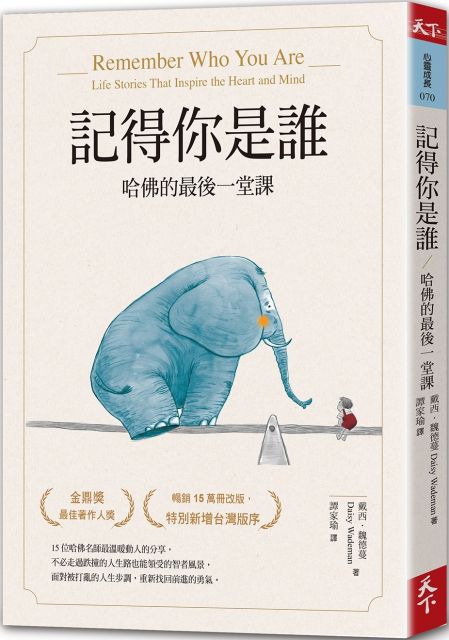 Remember Who You Are
Life Stories That Inspire the Heart and Mind
記得你是誰
哈佛的最後一堂課
金鼎獎
最佳著作人獎
暢銷 15 萬冊改版，
特別新增台灣版序
戴西．魏德蔓 Daisy Wademan 著
譚家瑜 譯
15 位哈佛名師最溫暖動人的分享，
不必走過跌撞的人生路也能領受的智者風景，
面對被打亂的人生步調，重新找回前進的勇氣。
天下
心靈成長
070
記得你是誰／哈佛的最後一堂課
戴西．魏德蔓 Daisy Wademan 著
譚家瑜 譯
天下